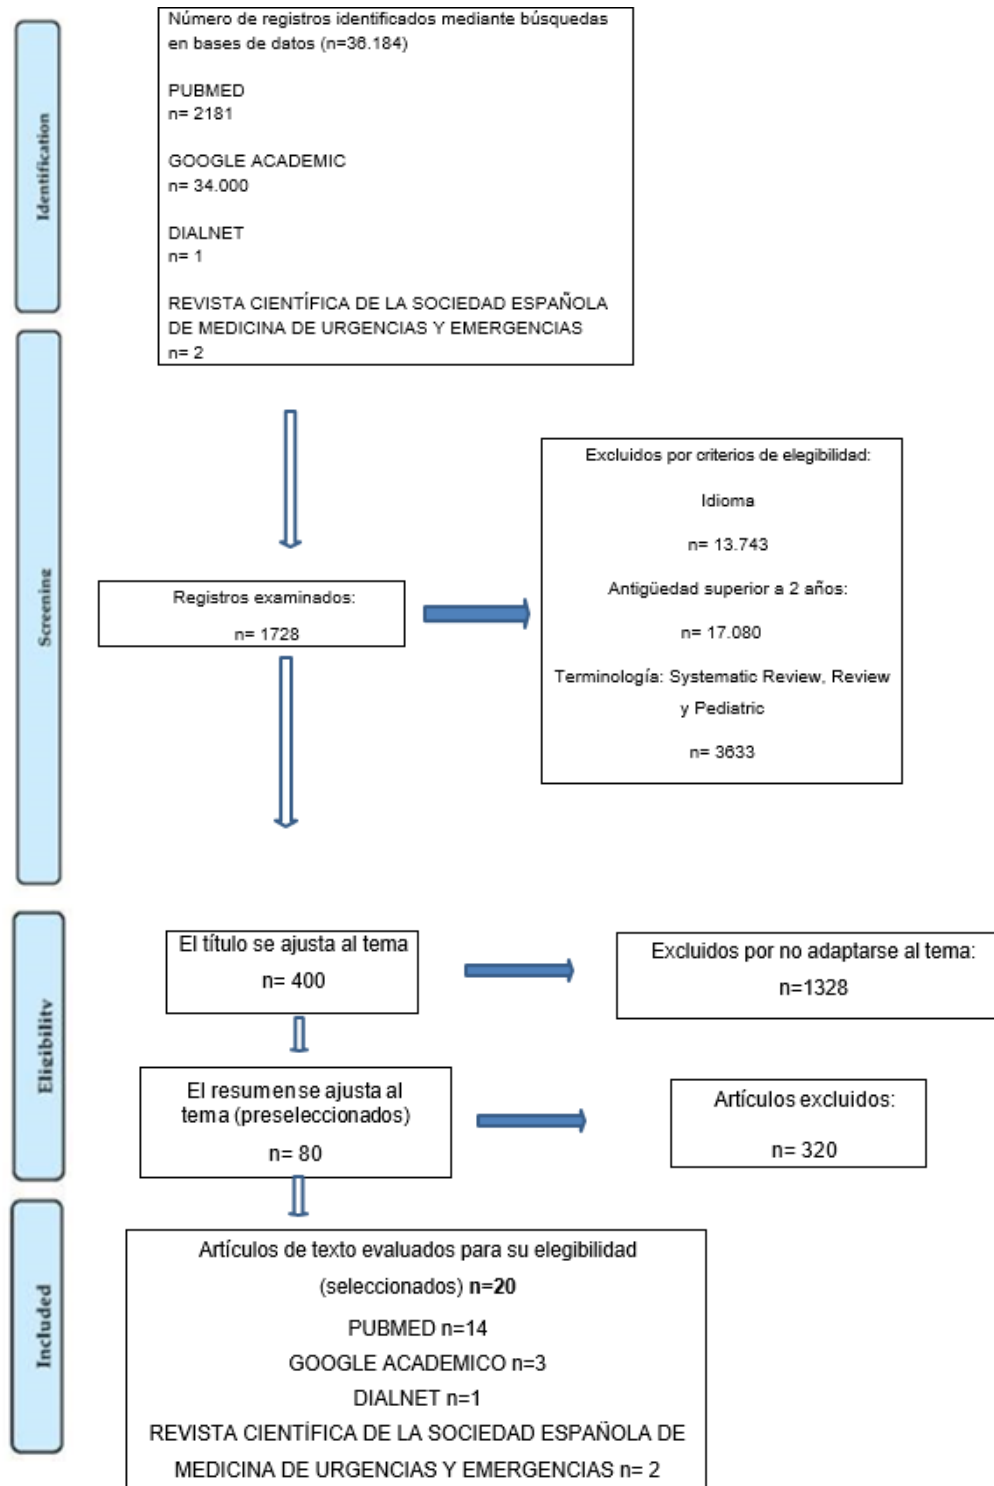 Identification
Número de registros identificados mediante búsquedas
en bases de datos (n=36.184)
PUBMED
n= 2181
GOOGLE ACADEMIC
n= 34.000
DIALNET
n= 1
REVISTA CIENTÍFICA DE LA SOCIEDAD ESPAÑOLA
DE MEDICINA DE URGENCIAS Y EMERGENCIAS
n= 2
Screening
Registros examinados:
n= 1728
Excluidos por criterios de elegibilidad:
Idioma
n= 13.743
Antigüedad superior a 2 años:
n= 17.080
Terminología: Systematic Review, Review
y Pediatric
n= 3633
Eligibility
El título se ajusta al tema
n= 400
Excluidos por no adaptarse al tema:
n=1328
El resumen se ajusta al
tema (preseleccionados)
n= 80
Artículos excluidos:
n= 320
Included
Artículos de texto evaluados para su elegibilidad
(seleccionados) n=20
PUBMED n=14
GOOGLE ACADEMICO n=3
DIALNET n=1
REVISTA CIENTÍFICA DE LA SOCIEDAD ESPAÑOLA DE
MEDICINA DE URGENCIAS Y EMERGENCIAS n= 2